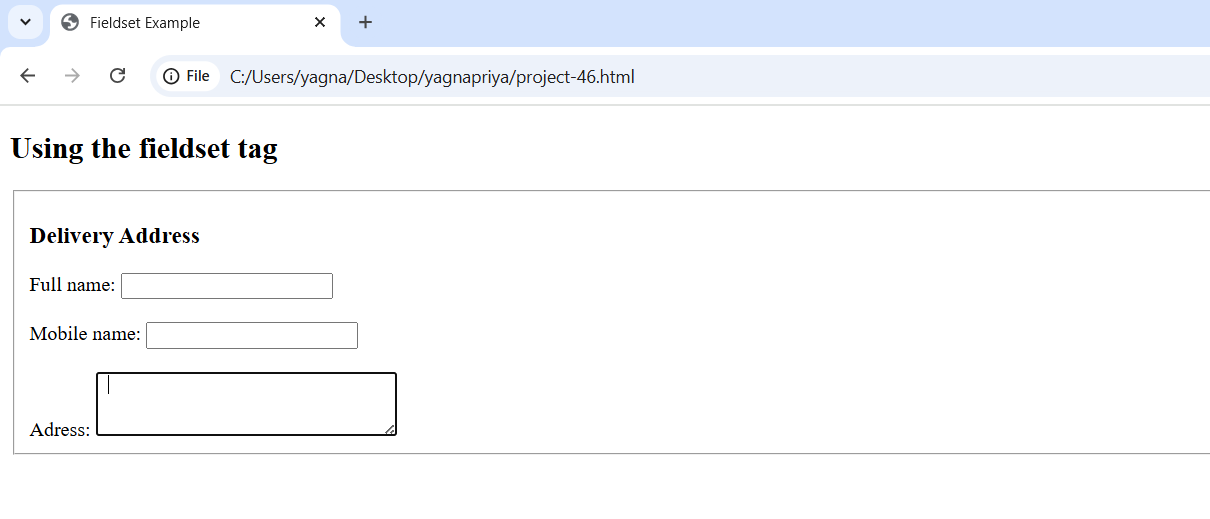 Fieldset Example
File C:/Users/yagna/Desktop/yagnapriya/project-46.html
Using the fieldset tag
Delivery Address
Full name:
Mobile name:
Adress: